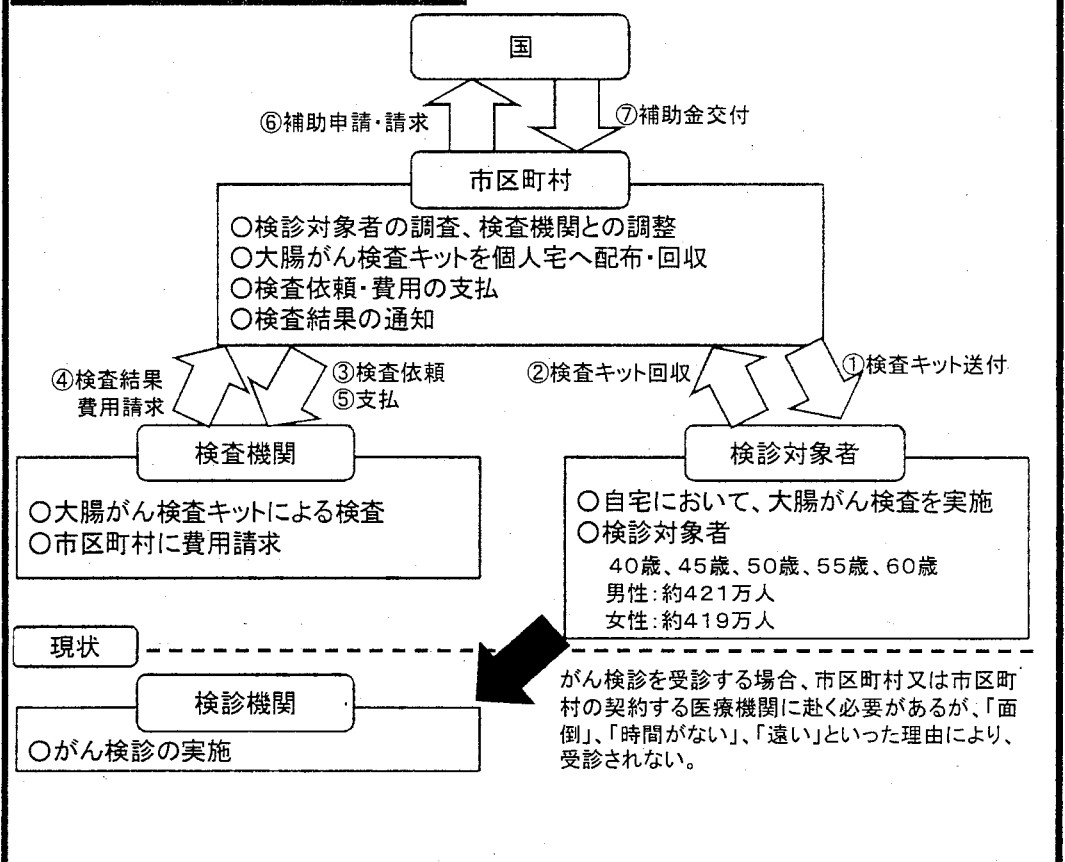 国
⑥補助申請・請求
⑦補助金交付
市区町村
○検診対象者の調査、検査機関との調整
○大腸がん検査キットを個人宅へ配布・回収
○検査依頼・費用の支払
○検査結果の通知
④検査結果
費用請求
③検査依頼
⑤支払
②検査キット回収
①検査キット送付
検査機関
○大腸がん検査キットによる検査
○市区町村に費用請求
検診対象者
○自宅において、大腸がん検査を実施
○検診対象者
40歳、45歳、50歳、55歳、60歳
男性:約421万人
女性:約419万人
現状
検診機関
○がん検診の実施
がん検診を受診する場合、市区町村又は市区町
村の契約する医療機関に赴く必要があるが、「面
倒」、「時間がない」、「遠い」といった理由により、
受診されない。